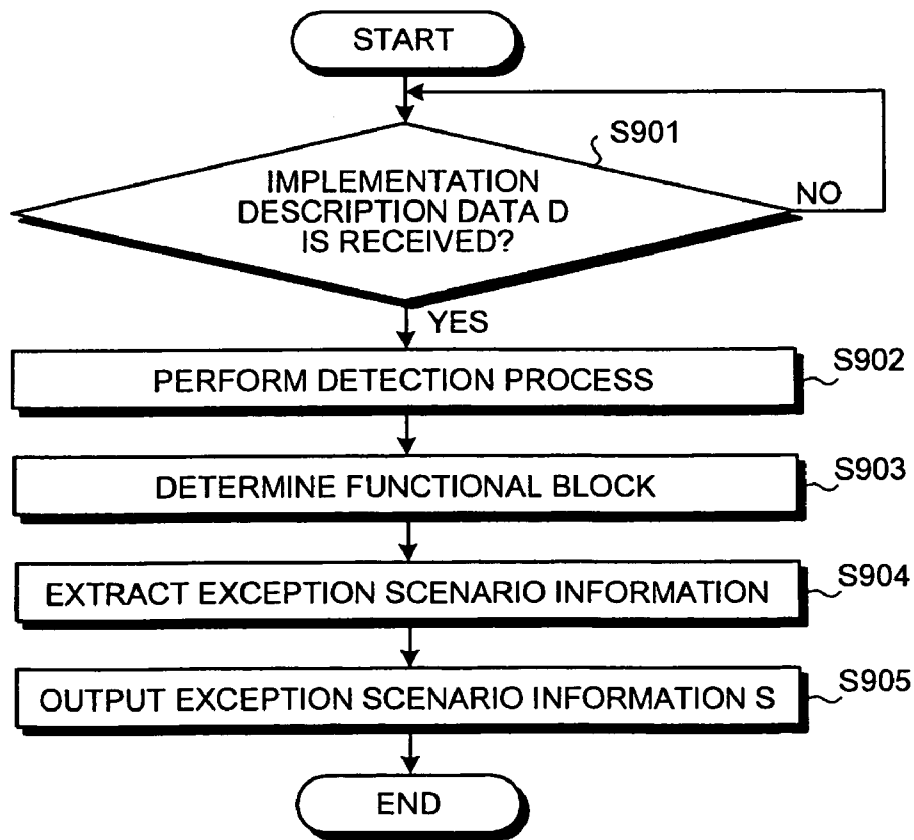 START
S901
IMPLEMENTATION
DESCRIPTION DATA D
IS RECEIVED?
NO
YES
PERFORM DETECTION PROCESS
S902
DETERMINE FUNCTIONAL BLOCK
S903
EXTRACT EXCEPTION SCENARIO INFORMATION
S904
OUTPUT EXCEPTION SCENARIO INFORMATION S
S905
END